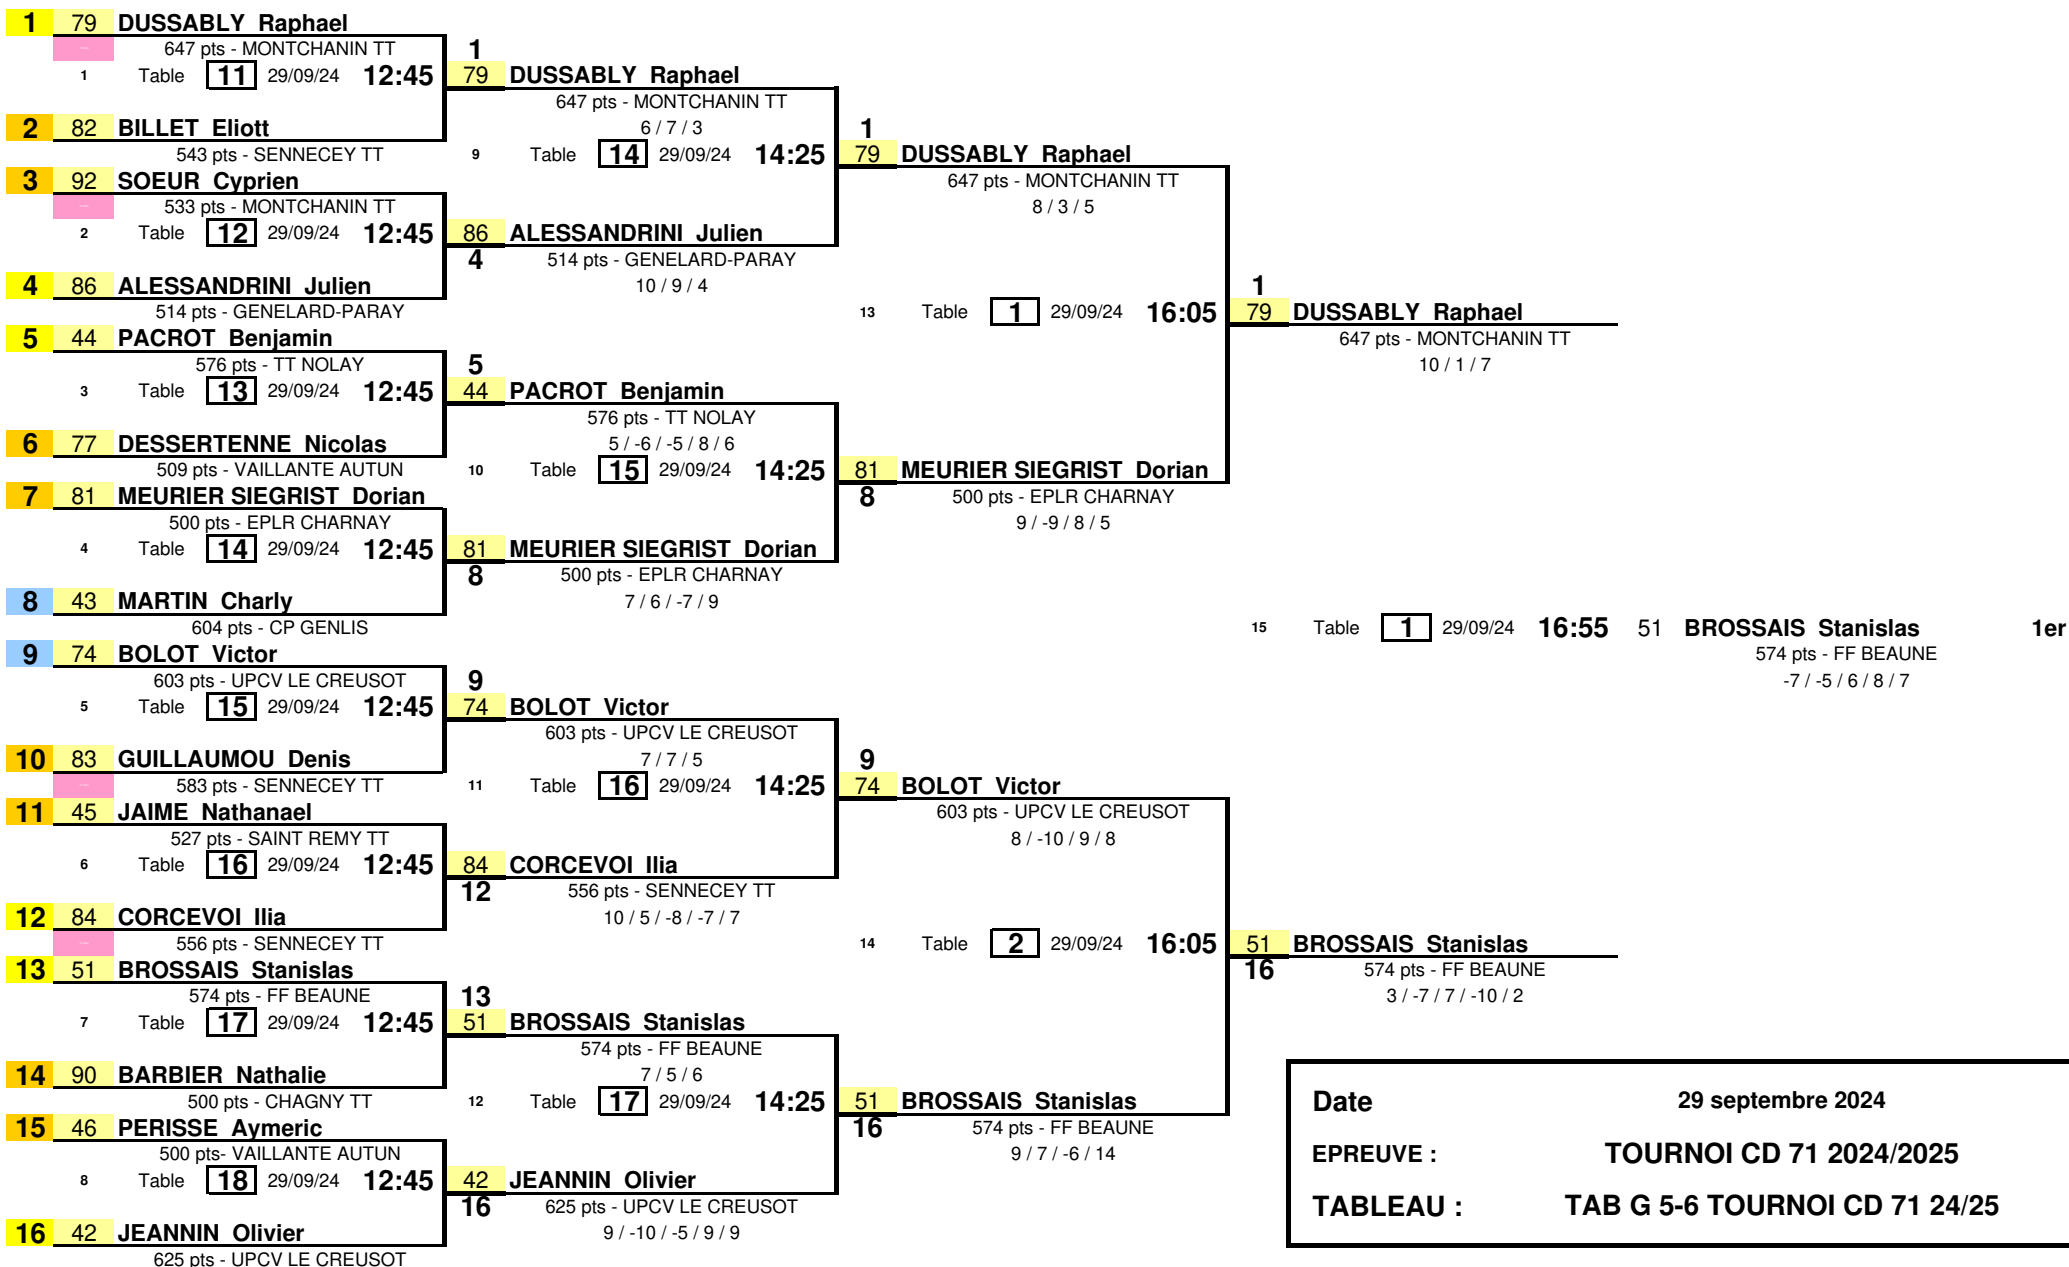 1 79 DUSSABLY Raphael
647 pts - MONTCHANIN TT
1 Table 11 29/09/24 12:45
2 82 BILLET Eliott
543 pts - SENNECEY TT
3 92 SOEUR Cyprien
533 pts - MONTCHANIN TT
2 Table 12 29/09/24 12:45
4 86 ALESSANDRINI Julien
514 pts - GENELARD-PARAY
5 44 PACROT Benjamin
576 pts - TT NOLAY
3 Table 13 29/09/24 12:45
6 77 DESSERTENNE Nicolas
509 pts - VAILLANTE AUTUN
7 81 MEURIER SIEGRIST Dorian
500 pts - EPLR CHARNAY
4 Table 14 29/09/24 12:45
8 43 MARTIN Charly
604 pts - CP GENLIS
9 74 BOLOT Victor
603 pts - UPCV LE CREUSOT
5 Table 15 29/09/24 12:45
10 83 GUILLAUMOU Denis
583 pts - SENNECEY TT
11 45 JAIME Nathanael
527 pts - SAINT REMY TT
6 Table 16 29/09/24 12:45
12 84 CORCEVOI Ilia
556 pts - SENNECEY TT
13 51 BROSSAIS Stanislas
574 pts - FF BEAUNE
7 Table 17 29/09/24 12:45
14 90 BARBIER Nathalie
500 pts - CHAGNY TT
15 46 PERISSE Aymeric
500 pts- VAILLANTE AUTUN
8 Table 18 29/09/24 12:45
16 42 JEANNIN Olivier
625 pts - UPCV LE CREUSOT
1
79 DUSSABLY Raphael
647 pts - MONTCHANIN TT
6 / 7 / 3
9 Table 14 29/09/24 14:25
86 ALESSANDRINI Julien
4
514 pts - GENELARD-PARAY
10 / 9 / 4
5
44 PACROT Benjamin
576 pts - TT NOLAY
5 / -6 / -5 / 8 / 6
10 Table 15 29/09/24 14:25
81 MEURIER SIEGRIST Dorian
8
500 pts - EPLR CHARNAY
7 / 6 / -7 / 9
9
74 BOLOT Victor
603 pts - UPCV LE CREUSOT
7 / 7 / 5
11 Table 16 29/09/24 14:25
84 CORCEVOI Ilia
12
556 pts - SENNECEY TT
10 / 5 / -8 / -7 / 7
13
51 BROSSAIS Stanislas
574 pts - FF BEAUNE
7 / 5 / 6
12 Table 17 29/09/24 14:25
42 JEANNIN Olivier
16
625 pts - UPCV LE CREUSOT
9 / -10 / -5 / 9 / 9
1
79 DUSSABLY Raphael
647 pts - MONTCHANIN TT
8 / 3 / 5
13 Table 1 29/09/24 16:05
81 MEURIER SIEGRIST Dorian
8
500 pts - EPLR CHARNAY
9 / -9 / 8 / 5
9
74 BOLOT Victor
603 pts - UPCV LE CREUSOT
8 / -10 / 9 / 8
14 Table 2 29/09/24 16:05
51 BROSSAIS Stanislas
16
574 pts - FF BEAUNE
9 / 7 / -6 / 14
1
79 DUSSABLY Raphael
647 pts - MONTCHANIN TT
10 / 1 / 7
15 Table 1 29/09/24 16:55 51 BROSSAIS Stanislas 1er
574 pts - FF BEAUNE
-7 / -5 / 6 / 8 / 7
51 BROSSAIS Stanislas
16
574 pts - FF BEAUNE
3 / -7 / 7 / -10 / 2
Date 29 septembre 2024
EPREUVE : TOURNOI CD 71 2024/2025
TABLEAU : TAB G 5-6 TOURNOI CD 71 24/25